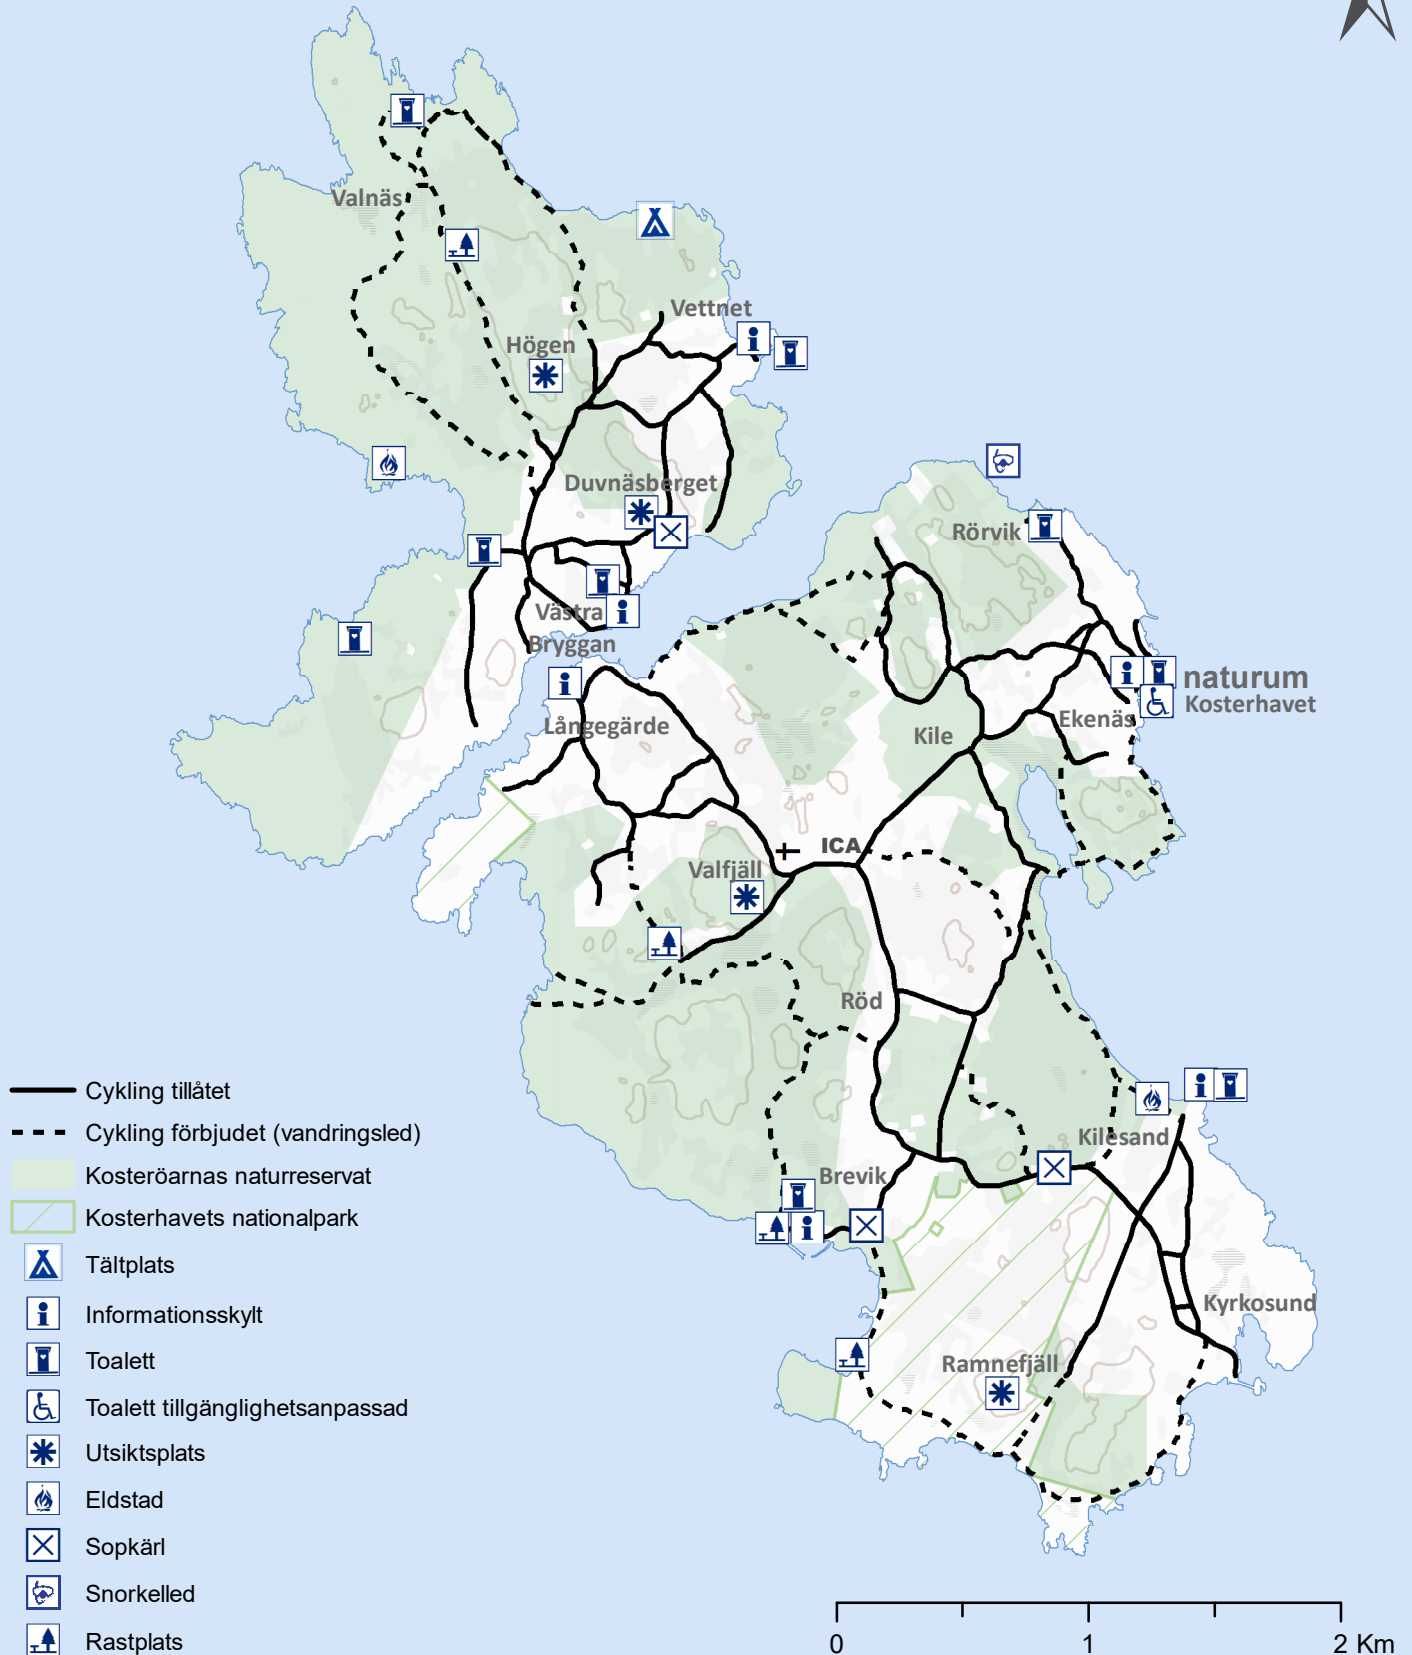 Valnäs
Vettnet
Högen
Duvnäsberget
Rörvik
Västra
Bryggan
naturum
Kosterhavet
Långegärde
Ekenäs
Kile
ICA
Valfjäll
Röd
Kilesand
Brevik
Kyrkosund
Ramnefjäll
Cykling tillåtet
Cykling förbjudet (vandringsled)
Kosteröarnas naturreservat
Kosterhavets nationalpark
Tältplats
Informationsskylt
Toalett
Toalett tillgänglighetsanpassad
Utsiktsplats
Eldstad
Sopkärl
Snorkelled
Rastplats
0 1 2 Km